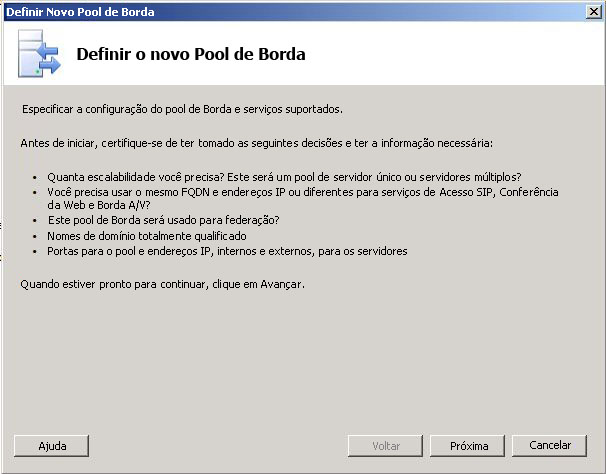 Definir Novo Pool de Borda
Definir o novo Pool de Borda
Especificar a configuração do pool de Borda e serviços suportados.
Antes de iniciar, certifique-se de ter tomado as seguintes decisões e ter a informação necessária:
• Quanta escalabilidade você precisa? Este será um pool de servidor único ou servidores múltiplos?
• Você precisa usar o mesmo FQDN e endereços IP ou diferentes para serviços de Acesso SIP, Conferência
da Web e Borda A/V?
• Este pool de Borda será usado para federação?
• Nomes de domínio totalmente qualificado
• Portas para o pool e endereços IP, internos e externos, para os servidores
Quando estiver pronto para continuar, clique em Avançar.
Ajuda
Voltar
Próxima
Cancelar